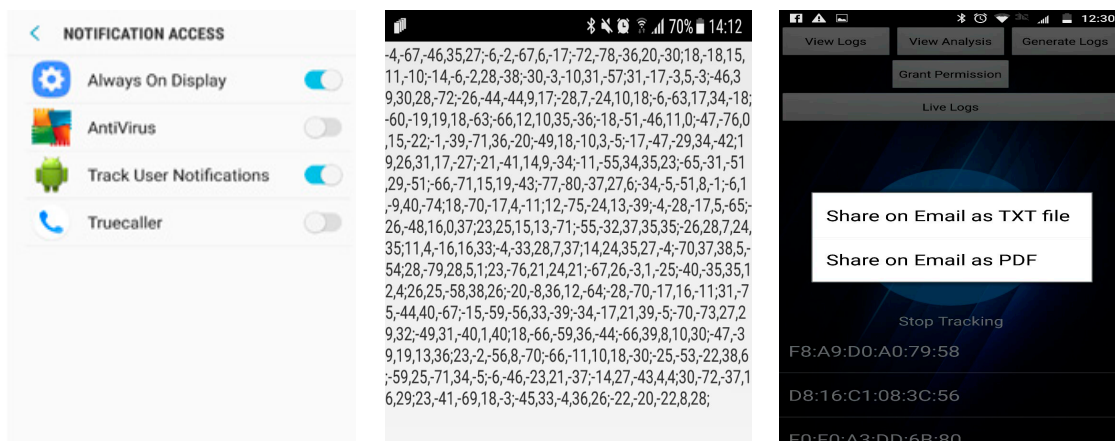 NOTIFICATION ACCESS
Always On Display
AntiVirus
Track User Notifications
Truecaller
70% 14:12
-4,-67,-46,35,27;-6,-2,-67,6,-17;-72,-78,-36,20,-30;18,-18,15,
11,-10;-14,-6,-2,28,-38;-30,-3,-10,31,-57;31,-17,-3,5,-3;-46,3
9,30,28,-72;-26,-44,-44,9,17;-28,7,-24,10,18;-6,-63,17,34,-18;
-60,-19,19,18,-63;-66,12,10,35,-36;-18,-51,-46,11,0;-47,-76,0
,15,-22;-1,-39,-71,36,-20;-49,18,-10,3,-5;-17,-47,-29,34,-42;1
9,26,31,17,-27;-21,-41,14,9,-34;-11,-55,34,35,23;-65,-31,-51
,29,-51;-66,-71,15,19,-43;-77,-80,-37,27,6;-34,-5,-51,8,-1;-6,1
,-9,40,-74;18,-70,-17,4,-11;12,-75,-24,13,-39;-4,-28,-17,5,-65;-
26,-48,16,0,37;23,25,15,13,-71;-55,-32,37,35,35;-26,28,7,24,
35;11,4,-16,16,33;-4,-33,28,7,37;14,24,35,27,-4;-70,37,38,5,-
54;28,-79,28,5,1;23,-76,21,24,21;-67,26,-3,1,-25;-40,-35,35,1
2,4;26,25,-58,38,26;-20,-8,36,12,-64;-28,-70,-17,16,-11;31,-7
5,-44,40,-67;-15,-59,-56,33,-39;-34,-17,21,39,-5;-70,-73,27,2
9,32;-49,31,-40,1,40;18,-66,-59,36,-44;-66,39,8,10,30;-47,-3
9,19,13,36;23,-2,-56,8,-70;-66,-11,10,18,-30;-25,-53,-22,38,6
;-59,25,-71,34,-5;-6,-46,-23,21,-37;-14,27,-43,4,4;30,-72,-37,1
6,29;23,-41,-69,18,-3;-45,33,-4,36,26;-22,-20,-22,8,28;
12:30
View Logs
View Analysis
Generate Logs
Grant Permission
Live Logs
Share on Email as TXT file
Share on Email as PDF
Stop Tracking
F8:A9:D0:A0:79:58
D8:16:C1:08:3C:56
F0:F0:A3:DD:6B:80